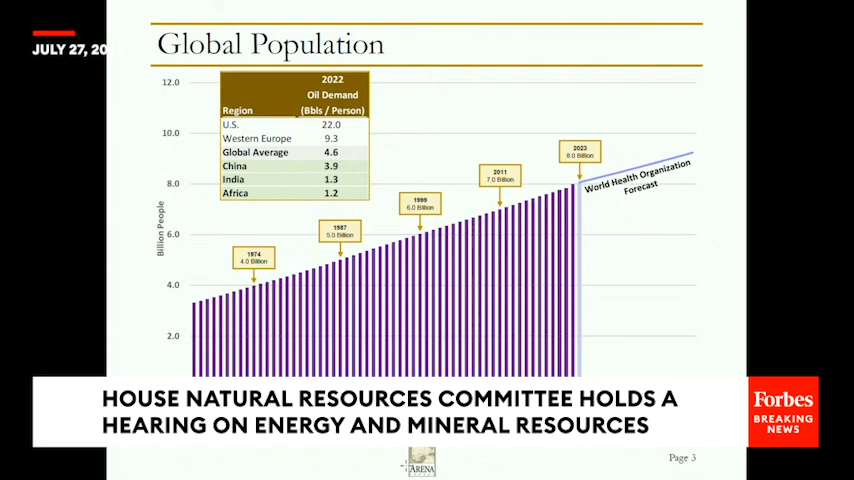 JULY 27, 20
Global Population
12.0
10.0
8.0
6.0
4.0
2.0
Billion People
2022
Oil Demand
Region (Bbls / Person)
U.S. 22.0
Western Europe 9.3
Global Average 4.6
China 3.9
India 1.3
Africa 1.2
1974
4.0 Billion
1987
5.0 Billion
1999
6.0 Billion
2011
7.0 Billion
2023
8.0 Billion
World Health Organization
Forecast
HOUSE NATURAL RESOURCES COMMITTEE HOLDS A
HEARING ON ENERGY AND MINERAL RESOURCES
Forbes
BREAKING
NEWS
ARENA
Page 3